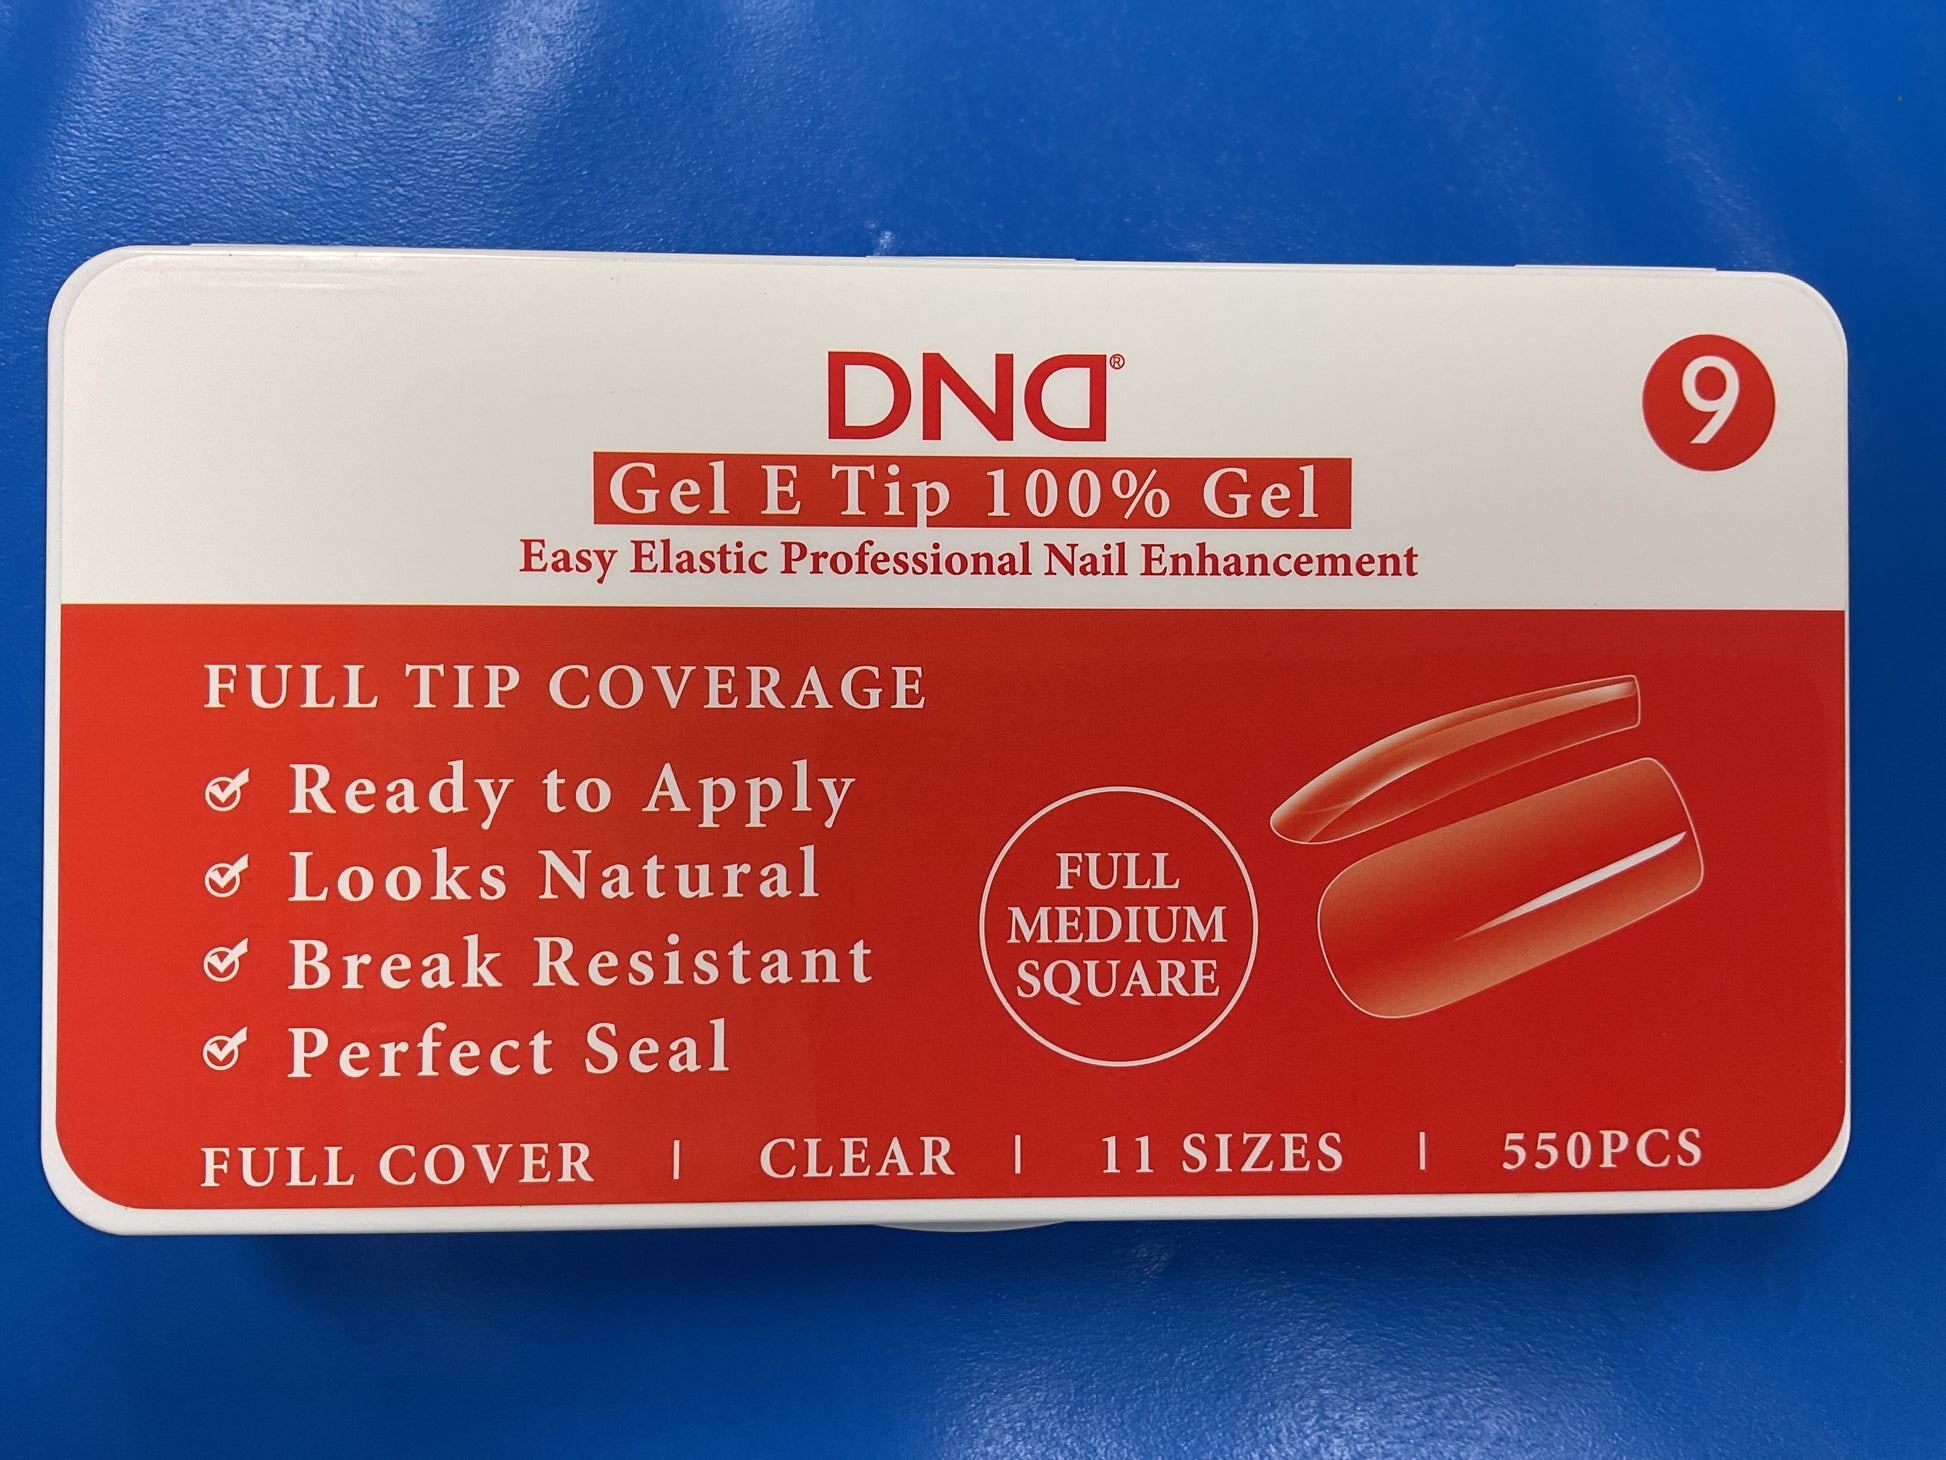 DND®
9
Gel E Tip 100% Gel
Easy Elastic Professional Nail Enhancement
FULL TIP COVERAGE
Ready to Apply
Looks Natural
Break Resistant
Perfect Seal
FULL
MEDIUM
SQUARE
FULL COVER | CLEAR | 11 SIZES | 550PCS